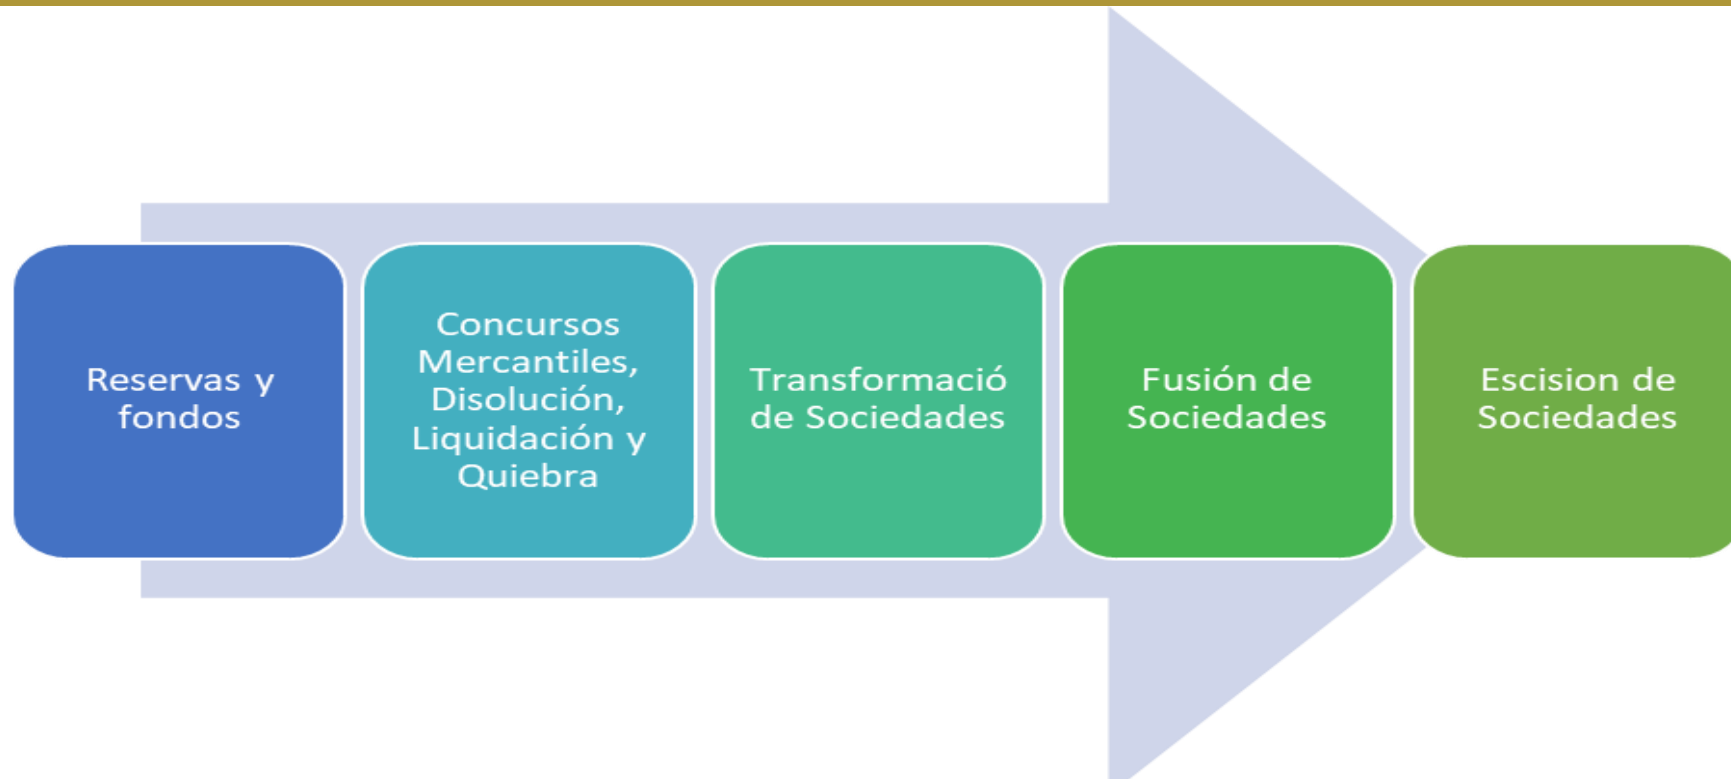 Reservas y
fondos
Concursos
Mercantiles,
Disolución,
Liquidación y
Quiebra
Transformació
de Sociedades
Fusión de
Sociedades
Escision de
Sociedades